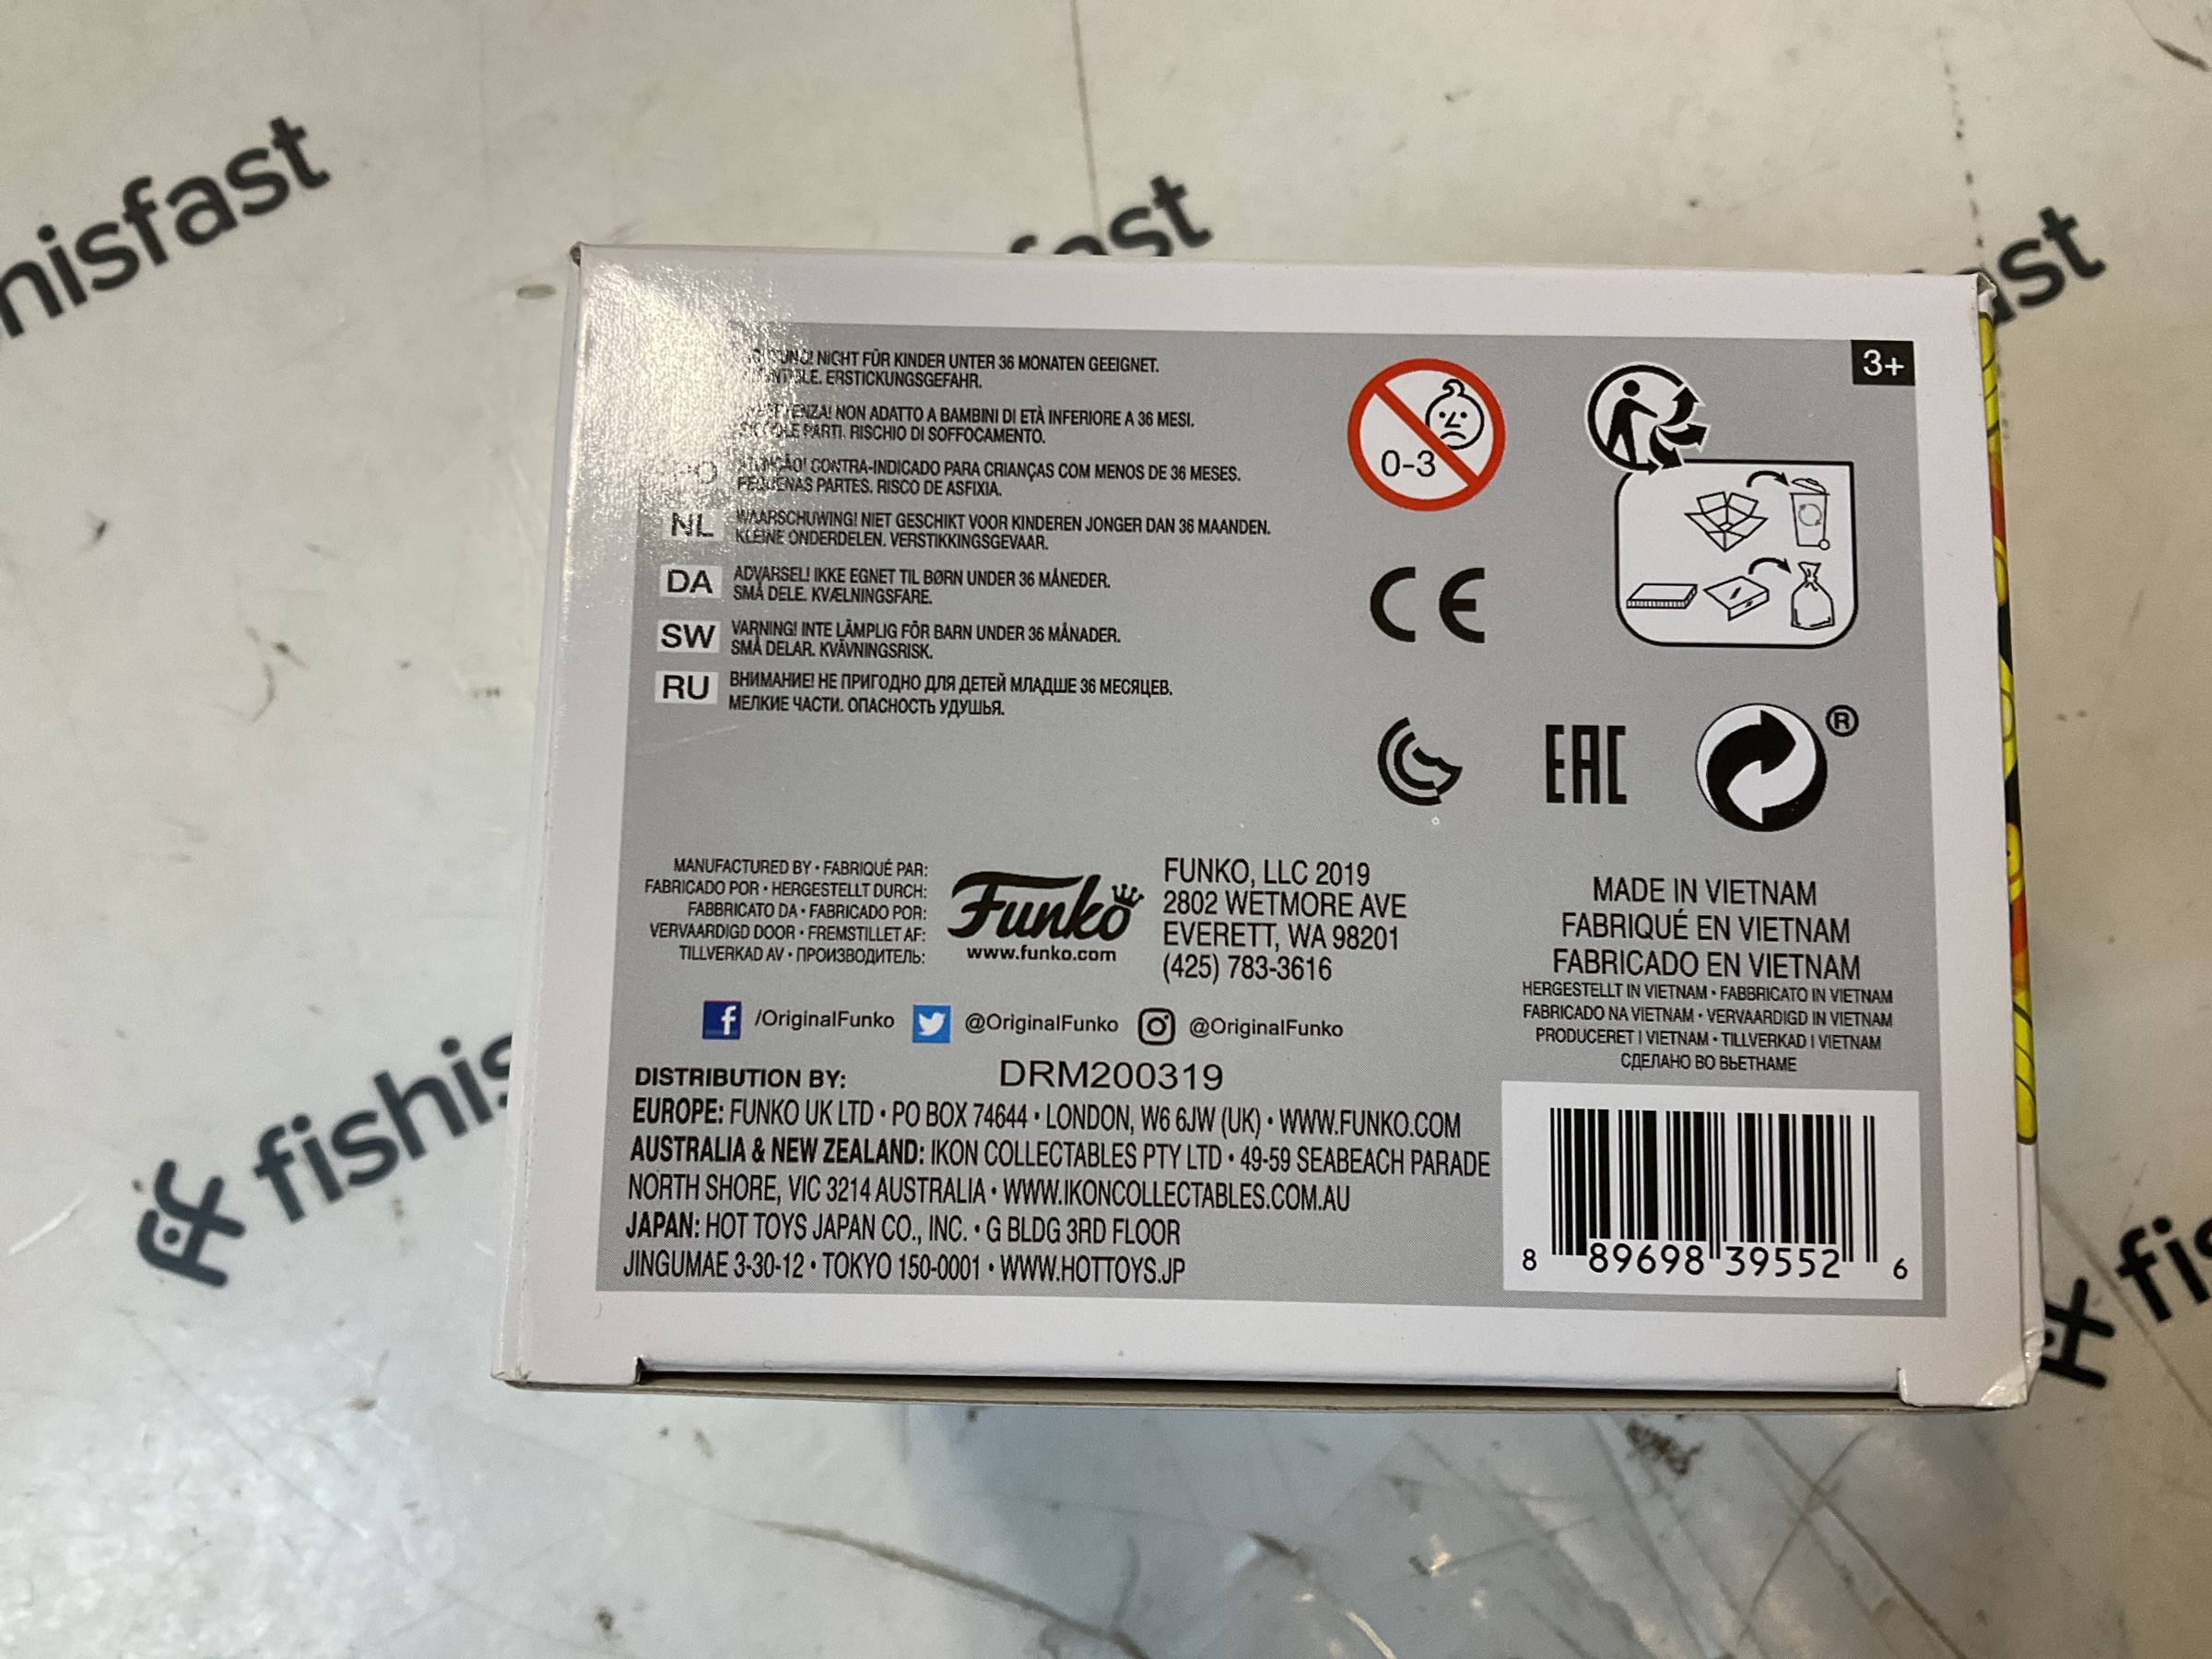 nisfast
ast
ast
NICHT FÜR KINDER UNTER 36 MONATEN GEEIGNET.
ERSTICKUNGSGEFAHR.
NON ADATTO A BAMBINI DI ETÀ INFERIORE A 36 MESI.
PARTI. RISCHIO DI SOFFOCAMENTO.
PO
CONTRA-INDICADO PARA CRIANÇAS COM MENOS DE 36 MESES.
PEQUENAS PARTES. RISCO DE ASFIXIA.
NL
WAARSCHUWING! NIET GESCHIKT VOOR KINDEREN JONGER DAN 36 MAANDEN.
KLEINE ONDERDELEN. VERSTIKKINGSGEVAAR.
DA
ADVARSEL! IKKE EGNET TIL BØRN UNDER 36 MÅNEDER.
SMÅ DELE. KVÆLNINGSFARE.
SW
VARNING! INTE LÄMPLIG FÖR BARN UNDER 36 MÅNADER.
SMÅ DELAR. KVÄVNINGSRISK.
RU
ВНИМАНИЕ! НЕ ПРИГОДНО ДЛЯ ДЕТЕЙ МЛАДШЕ 36 МЕСЯЦЕВ.
МЕЛКИЕ ЧАСТИ. ОПАСНОСТЬ УДУШЬЯ.
0-3
3+
CE
EAC
®
MANUFACTURED BY • FABRIQUÉ PAR:
FABRICADO POR • HERGESTELLT DURCH:
FABBRICATO DA • FABRICADO POR:
VERVAARDIGD DOOR • FREMSTILLET AF:
TILLVERKAD AV • ПРОИЗВОДИТЕЛЬ:
Funko
www.funko.com
FUNKO, LLC 2019
2802 WETMORE AVE
EVERETT, WA 98201
(425) 783-3616
/OriginalFunko
@OriginalFunko
@OriginalFunko
MADE IN VIETNAM
FABRIQUÉ EN VIETNAM
FABRICADO EN VIETNAM
HERGESTELLT IN VIETNAM • FABBRICATO IN VIETNAM
FABRICADO NA VIETNAM • VERVAARDIGD IN VIETNAM
PRODUCERET I VIETNAM • TILLVERKAD I VIETNAM
СДЕЛАНО ВО ВЬЕТНАМЕ
DISTRIBUTION BY:
DRM200319
EUROPE: FUNKO UK LTD • PO BOX 74644 • LONDON, W6 6JW (UK) • WWW.FUNKO.COM
AUSTRALIA & NEW ZEALAND: IKON COLLECTABLES PTY LTD • 49-59 SEABEACH PARADE
NORTH SHORE, VIC 3214 AUSTRALIA • WWW.IKONCOLLECTABLES.COM.AU
JAPAN: HOT TOYS JAPAN CO., INC. • G BLDG 3RD FLOOR
JINGUMAE 3-30-12 • TOKYO 150-0001 • WWW.HOTTOYS.JP
8 89698 39552 6
fishis
fis